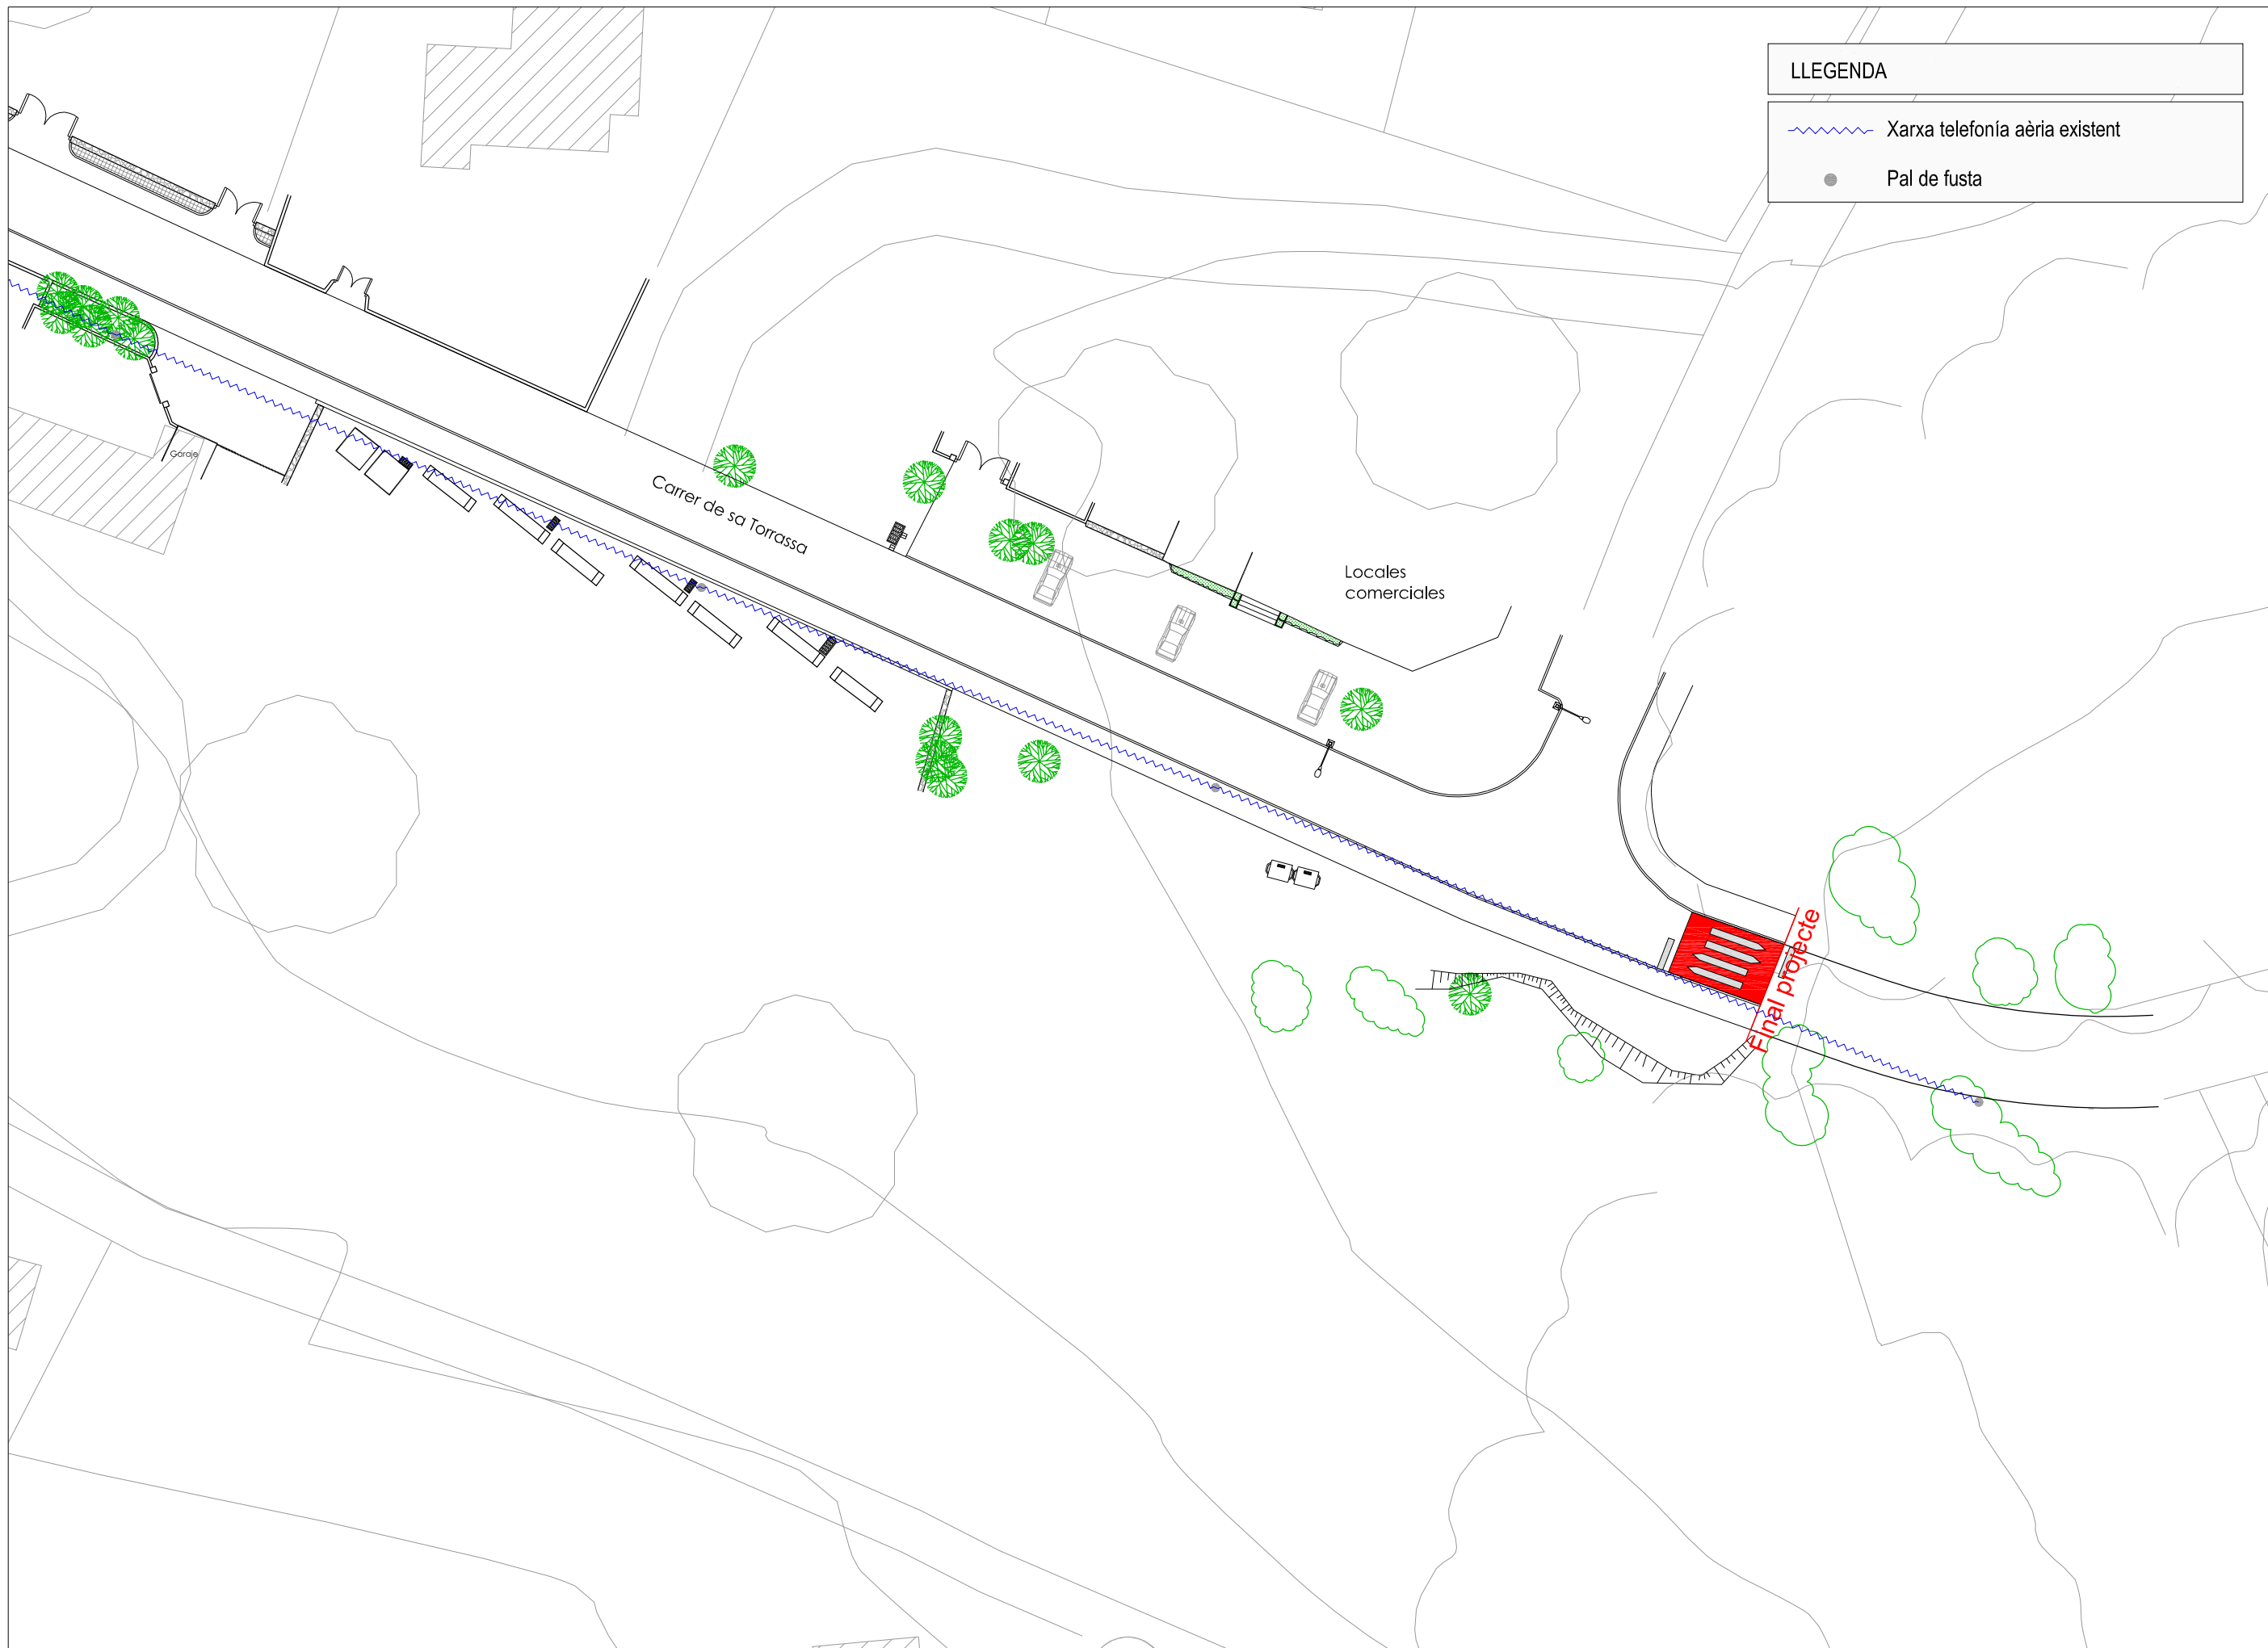 LLEGENDA
Xarxa telefonía aèria existent
Pal de fusta
Garaje
Carrer de sa Torrassa
Locales
comerciales
Final projecte